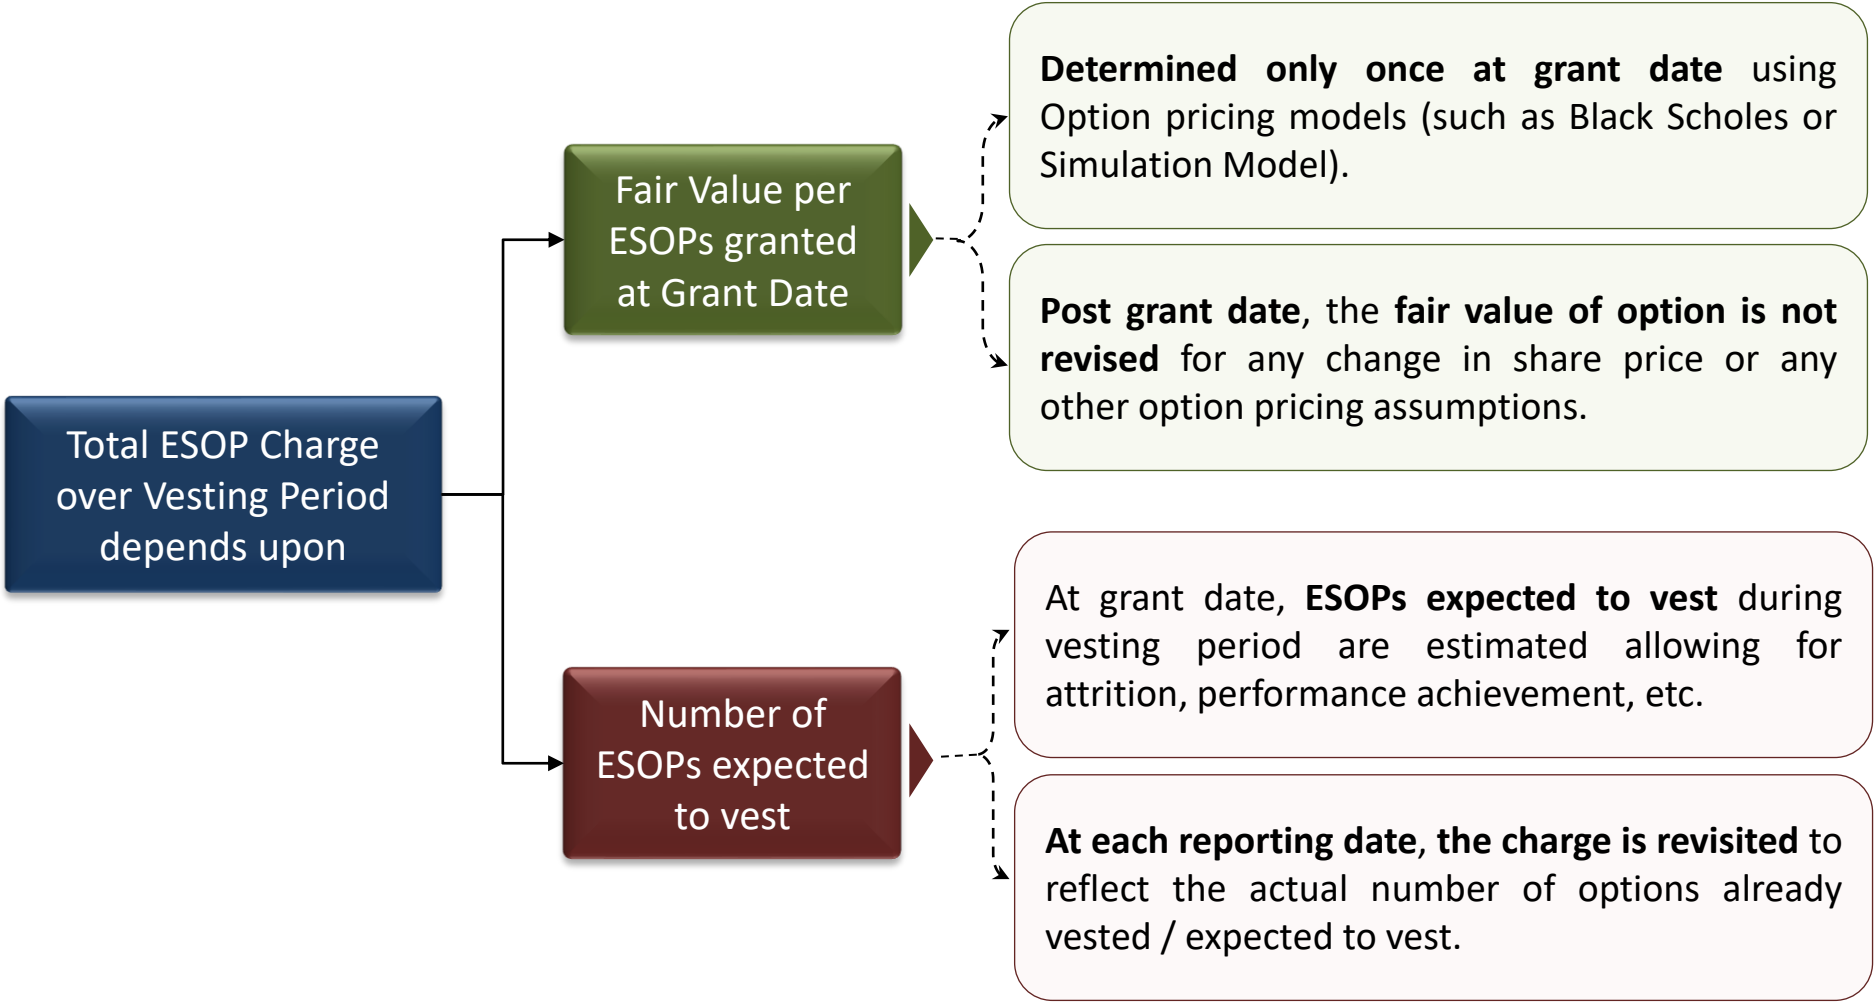 Total ESOP Charge
over Vesting Period
depends upon
Fair Value per
ESOPs granted
at Grant Date
Determined only once at grant date using
Option pricing models (such as Black Scholes or
Simulation Model).
Post grant date, the fair value of option is not
revised for any change in share price or any
other option pricing assumptions.
Number of
ESOPs expected
to vest
At grant date, ESOPs expected to vest during
vesting period are estimated allowing for
attrition, performance achievement, etc.
At each reporting date, the charge is revisited to
reflect the actual number of options already
vested / expected to vest.